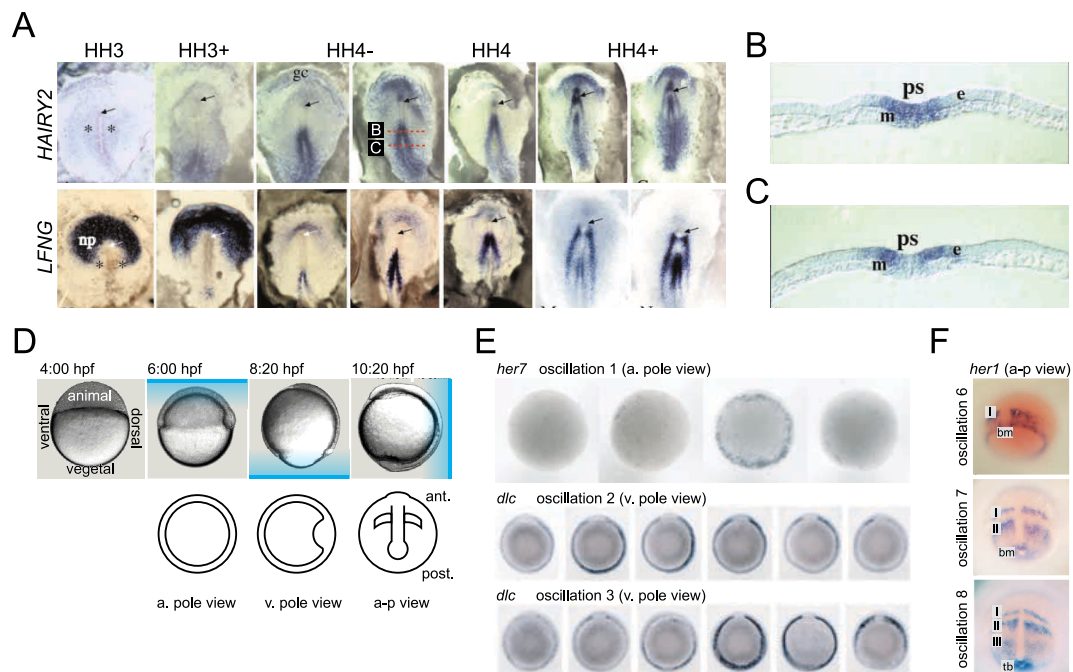 A
HH3 HH3+ HH4- HH4 HH4+
HAIRY2
gc
* *
B
C
LFNG
np
* *
B
ps
e
m
C
ps
e
m
D
4:00 hpf 6:00 hpf 8:20 hpf 10:20 hpf
animal
ventral
dorsal
vegetal
ant.
post.
a. pole view v. pole view a-p view
E
her7 oscillation 1 (a. pole view)
dlc oscillation 2 (v. pole view)
dlc oscillation 3 (v. pole view)
F
her1 (a-p view)
oscillation 6
I
bm
oscillation 7
I
II
bm
oscillation 8
I
II
III
tb